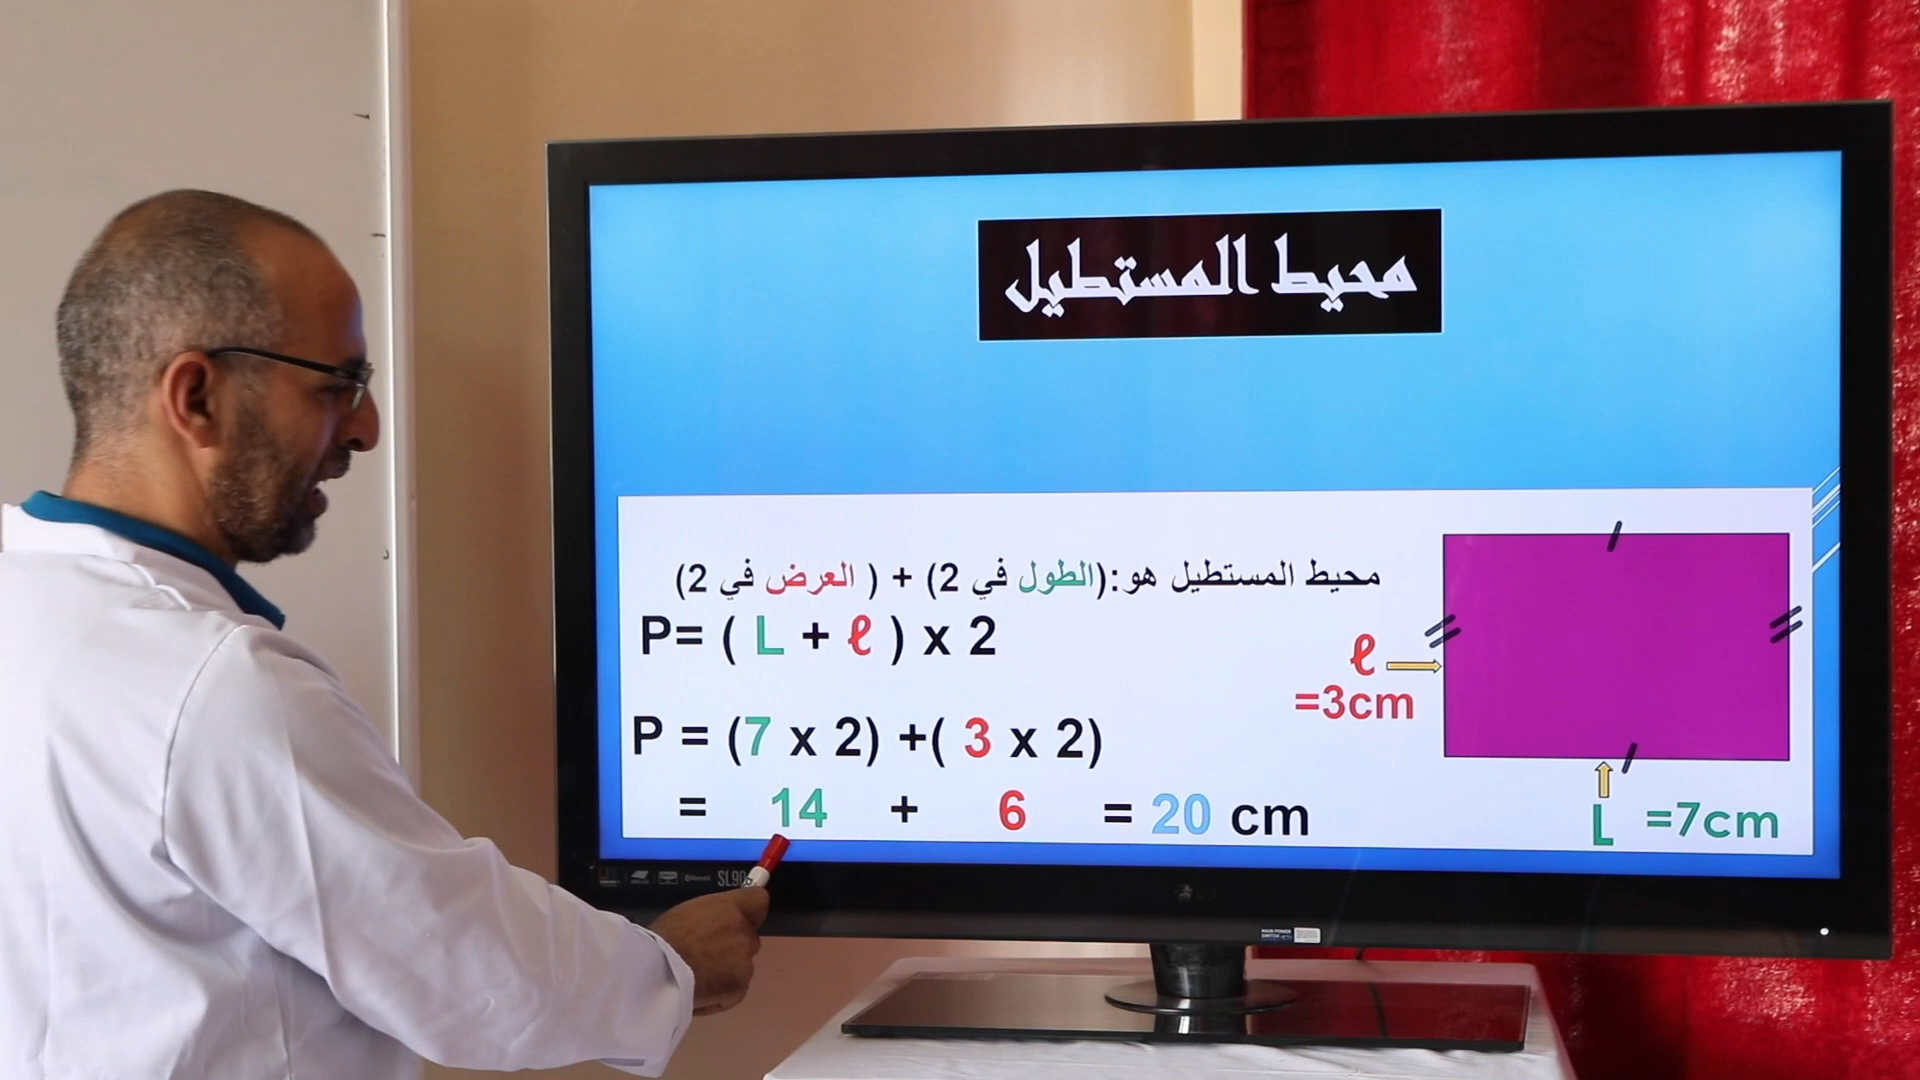 محيط المستطيل
محيط المستطيل هو:(الطول في 2) + ( العرض في 2)
P= ( L + ℓ ) x 2
P = (7 x 2) +( 3 x 2)
= 14 + 6 = 20 cm
ℓ
=3cm
L =7cm